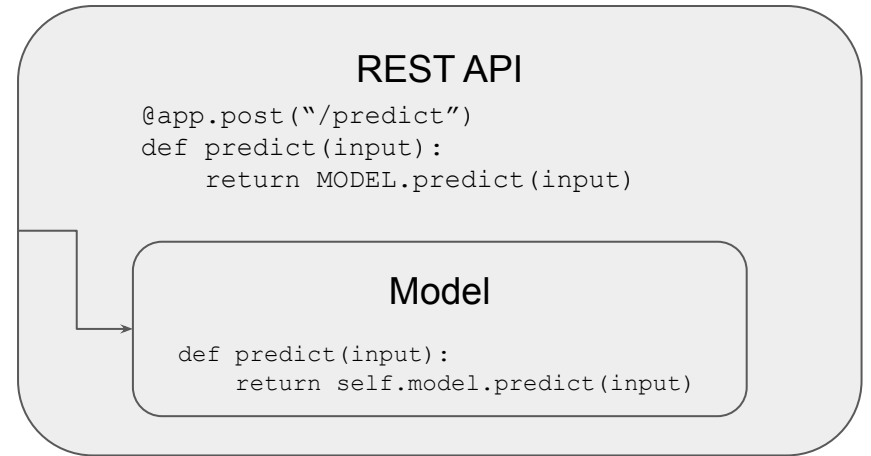 REST API
@app.post(“/predict”)
def predict(input):
    return MODEL.predict(input)
Model
def predict(input):
    return self.model.predict(input)